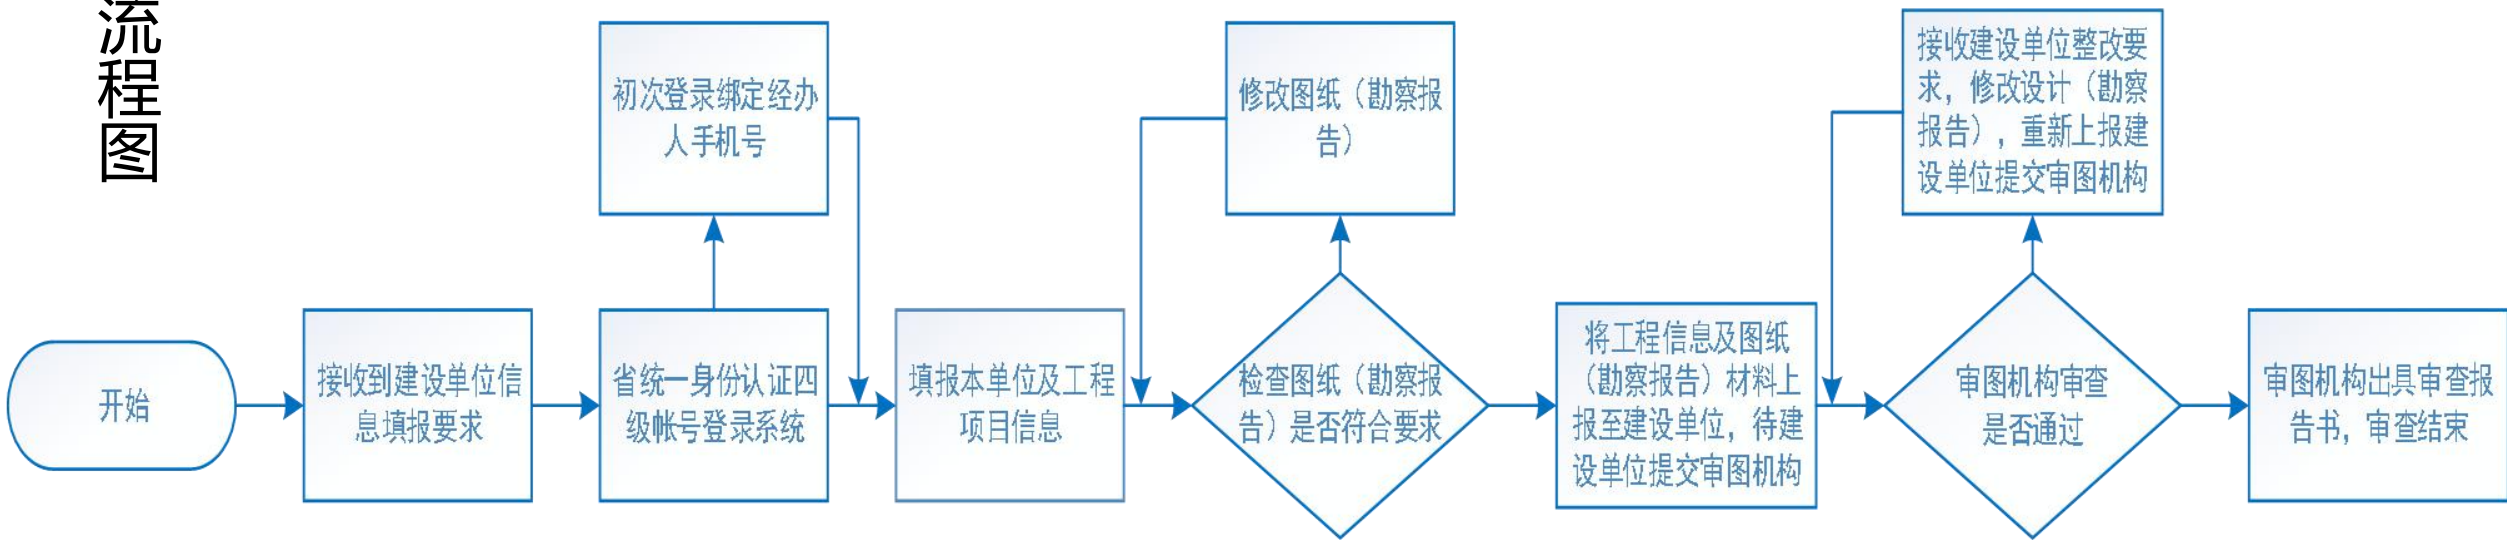 流程图
开始
接收到建设单位信
息填报要求
初次登录绑定经办
人手机号
省统一身份认证四
级帐号登录系统
填报本单位及工程
项目信息
修改图纸（勘察报
告）
检查图纸（勘察报
告）是否符合要求
将工程信息及图纸
（勘察报告）材料上
报至建设单位，待建
设单位提交审图机构
接收建设单位整改要
求，修改设计（勘察
报告），重新上报建
设单位提交审图机构
审图机构审查
是否通过
审图机构出具审查报
告书，审查结束